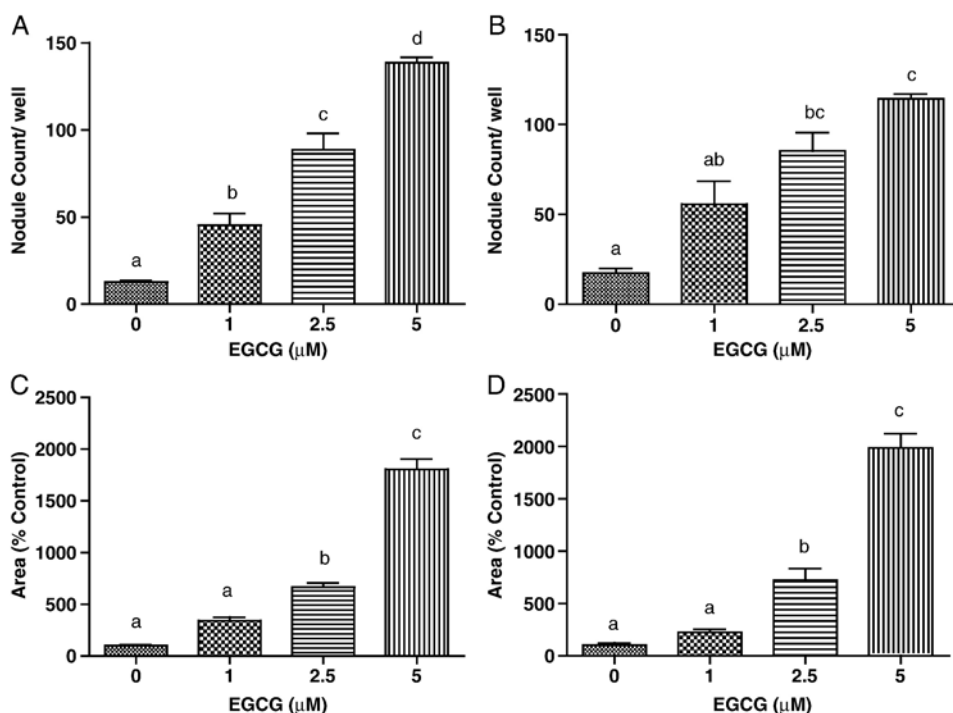 A
Nodule Count/ well
150
100
50
0
a
b
c
d
0 1 2.5 5
EGCG (μM)
B
Nodule Count/ well
150
100
50
0
a
ab
bc
c
0 1 2.5 5
EGCG (μM)
C
Area (% Control)
2500
2000
1500
1000
500
0
a
a
b
c
0 1 2.5 5
EGCG (μM)
D
Area (% Control)
2500
2000
1500
1000
500
0
a
a
b
c
0 1 2.5 5
EGCG (μM)